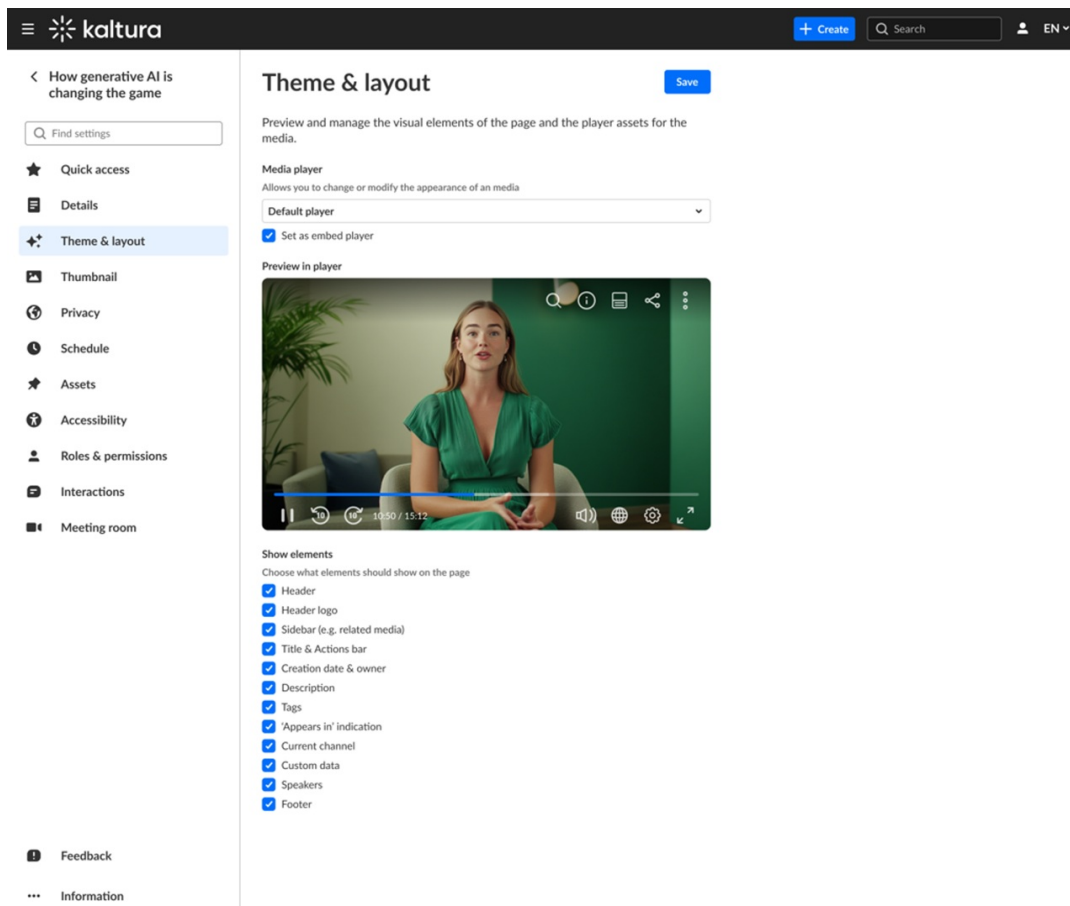 kaltura
Create
Search
EN
How generative AI is
changing the game
Find settings
Quick access
Details
Theme & layout
Thumbnail
Privacy
Schedule
Assets
Accessibility
Roles & permissions
Interactions
Meeting room
Feedback
Information
Theme & layout
Save
Preview and manage the visual elements of the page and the player assets for the
media.
Media player
Allows you to change or modify the appearance of an media
Default player
Set as embed player
Preview in player
10
10
10:50 / 15:12
Show elements
Choose what elements should show on the page
Header
Header logo
Sidebar (e.g. related media)
Title & Actions bar
Creation date & owner
Description
Tags
'Appears in' indication
Current channel
Custom data
Speakers
Footer